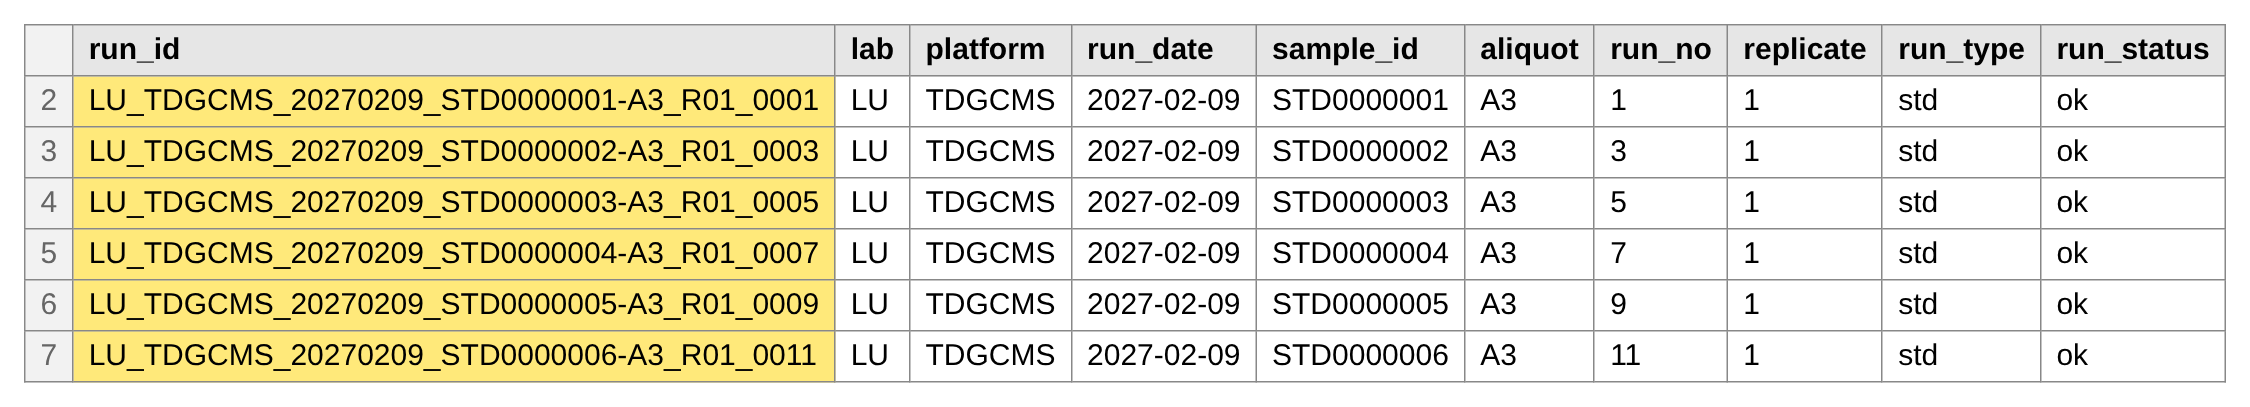 run_id lab platform run_date sample_id aliquot run_no replicate run_type run_status
2 LU_TDGCMS_20270209_STD0000001-A3_R01_0001 LU TDGCMS 2027-02-09 STD0000001 A3 1 1 std ok
3 LU_TDGCMS_20270209_STD0000002-A3_R01_0003 LU TDGCMS 2027-02-09 STD0000002 A3 3 1 std ok
4 LU_TDGCMS_20270209_STD0000003-A3_R01_0005 LU TDGCMS 2027-02-09 STD0000003 A3 5 1 std ok
5 LU_TDGCMS_20270209_STD0000004-A3_R01_0007 LU TDGCMS 2027-02-09 STD0000004 A3 7 1 std ok
6 LU_TDGCMS_20270209_STD0000005-A3_R01_0009 LU TDGCMS 2027-02-09 STD0000005 A3 9 1 std ok
7 LU_TDGCMS_20270209_STD0000006-A3_R01_0011 LU TDGCMS 2027-02-09 STD0000006 A3 11 1 std ok